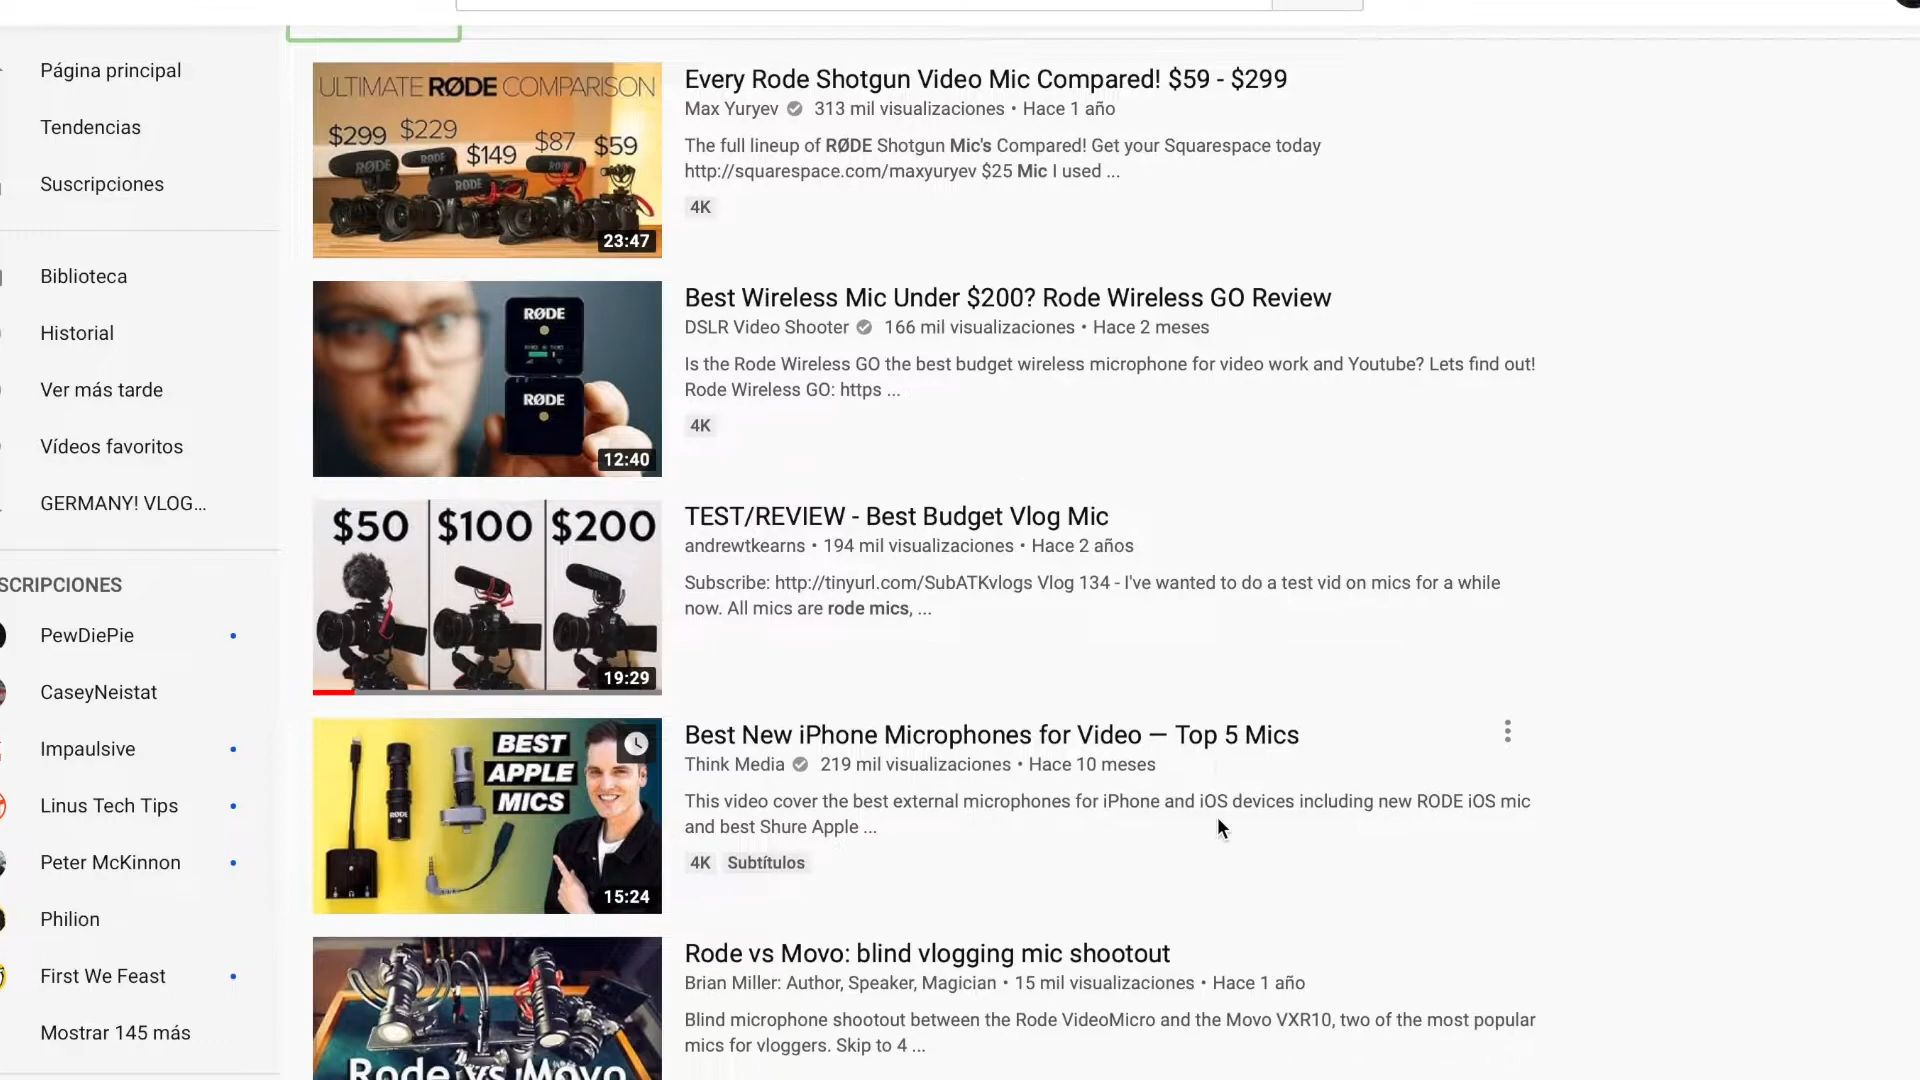 Página principal
Tendencias
Suscripciones
Biblioteca
Historial
Ver más tarde
Vídeos favoritos
GERMANY! VLOG...
SCRIPCIONES
PewDiePie
CaseyNeistat
Impaulsive
Linus Tech Tips
Peter McKinnon
Philion
First We Feast
Mostrar 145 más
ULTIMATE RØDE COMPARISON
$299 $229 $149 $87 $59
RØDE RØDE RØDE
23:47
Every Rode Shotgun Video Mic Compared! $59 - $299
Max Yuryev 313 mil visualizaciones • Hace 1 año
The full lineup of RØDE Shotgun Mic's Compared! Get your Squarespace today
http://squarespace.com/maxyuryev $25 Mic I used ...
4K
RØDE
RØDE
12:40
Best Wireless Mic Under $200? Rode Wireless GO Review
DSLR Video Shooter 166 mil visualizaciones • Hace 2 meses
Is the Rode Wireless GO the best budget wireless microphone for video work and Youtube? Lets find out!
Rode Wireless GO: https ...
4K
$50 $100 $200
19:29
TEST/REVIEW - Best Budget Vlog Mic
andrewtkearns • 194 mil visualizaciones • Hace 2 años
Subscribe: http://tinyurl.com/SubATKvlogs Vlog 134 - I've wanted to do a test vid on mics for a while
now. All mics are rode mics, ...
BEST
APPLE
MICS
RØDE
15:24
Best New iPhone Microphones for Video — Top 5 Mics
Think Media 219 mil visualizaciones • Hace 10 meses
This video cover the best external microphones for iPhone and iOS devices including new RODE iOS mic
and best Shure Apple ...
4K Subtítulos
Rode vs Movo
Rode vs Movo: blind vlogging mic shootout
Brian Miller: Author, Speaker, Magician • 15 mil visualizaciones • Hace 1 año
Blind microphone shootout between the Rode VideoMicro and the Movo VXR10, two of the most popular
mics for vloggers. Skip to 4 ...